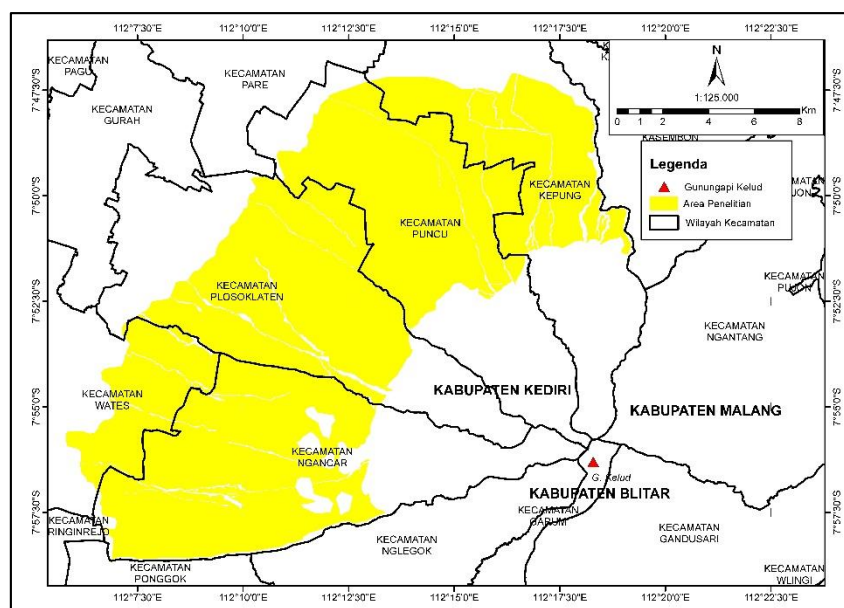 112°7'30"E 112°10'0"E 112°12'30"E 112°15'0"E 112°17'30"E 112°20'0"E 112°22'30"E
N
1:125.000
0 1 2 4 6 8 Km
KECAMATAN
PAGU
KECAMATAN
PARE
KECAMATAN
GURAH
KASEMBON
Legenda
Gunungapi Kelud
Area Penelitian
Wilayah Kecamatan
KECAMATAN
KEPUNG
KECAMATAN
PUNCU
KECAMATAN
PLOSOKLATEN
KECAMATAN
PUJON
KECAMATAN
NGANTANG
KECAMATAN
WATES
KABUPATEN KEDIRI
KABUPATEN MALANG
KECAMATAN
NGANCAR
G. Kelud
KABUPATEN BLITAR
KECAMATAN
GARUM
KECAMATAN
RINGINREJO
KECAMATAN
NGLEGOK
KECAMATAN
GANDUSARI
KECAMATAN
PONGGOK
KECAMATAN
WLINGI
7°47'30"S
7°50'0"S
7°52'30"S
7°55'0"S
7°57'30"S
7°47'30"S
7°50'0"S
7°52'30"S
7°55'0"S
7°57'30"S
112°7'30"E 112°10'0"E 112°12'30"E 112°15'0"E 112°17'30"E 112°20'0"E 112°22'30"E